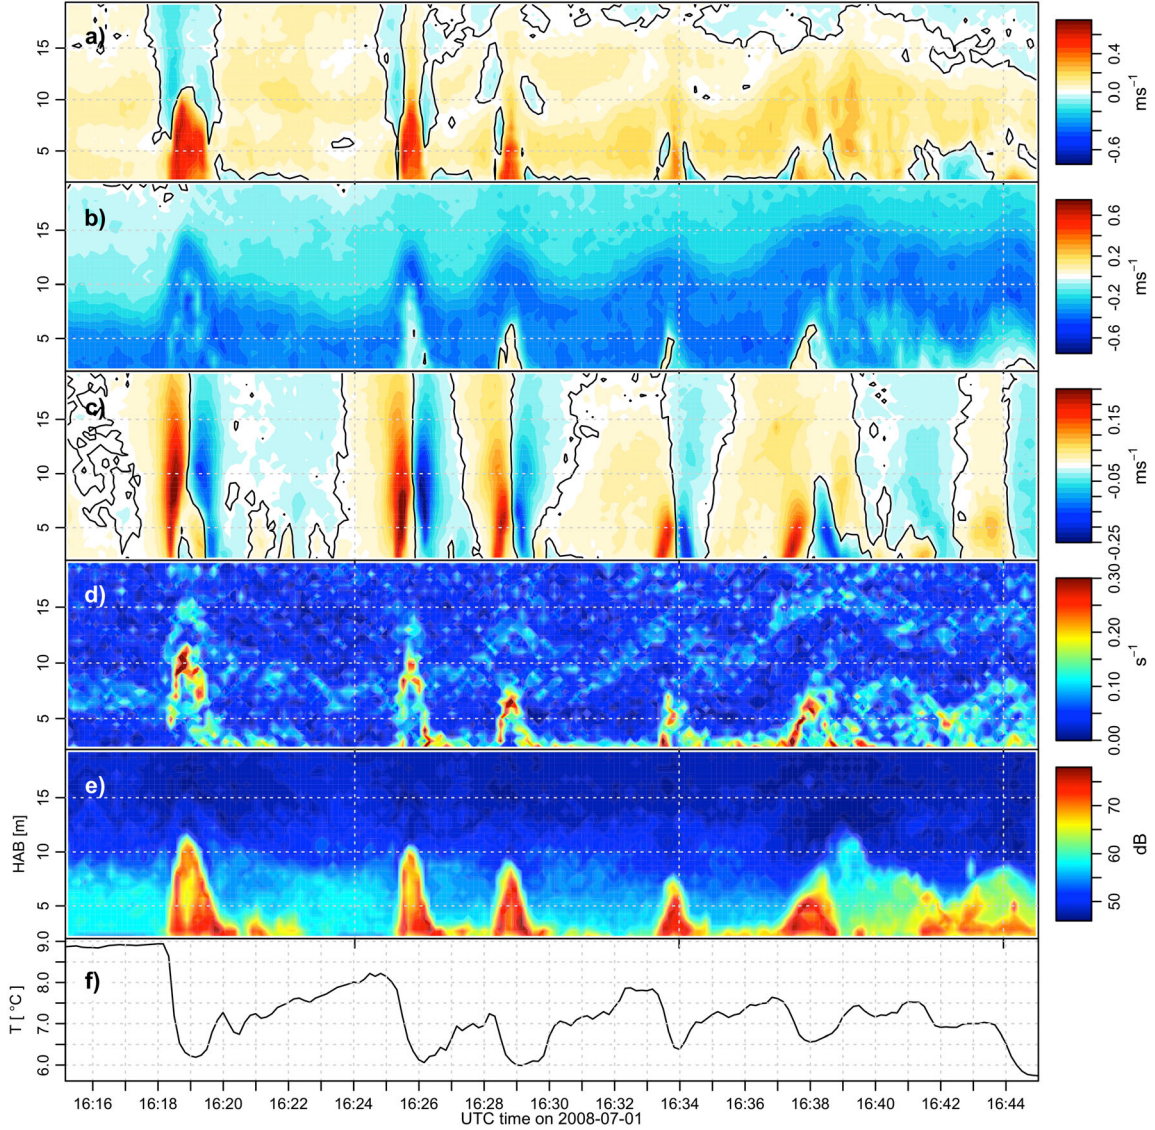 a)
15
10
5
0.4
0.0
-0.6
ms⁻¹
b)
15
10
5
0.6
0.2
-0.2
-0.6
ms⁻¹
c)
15
10
5
0.15
-0.05
-0.25
ms⁻¹
d)
15
10
5
0.30
0.20
0.10
0.00
s⁻¹
e)
15
10
5
HAB [m]
70
60
50
dB
f)
9.0
8.0
7.0
6.0
T [ °C ]
16:16 16:18 16:20 16:22 16:24 16:26 16:28 16:30 16:32 16:34 16:36 16:38 16:40 16:42 16:44
UTC time on 2008-07-01